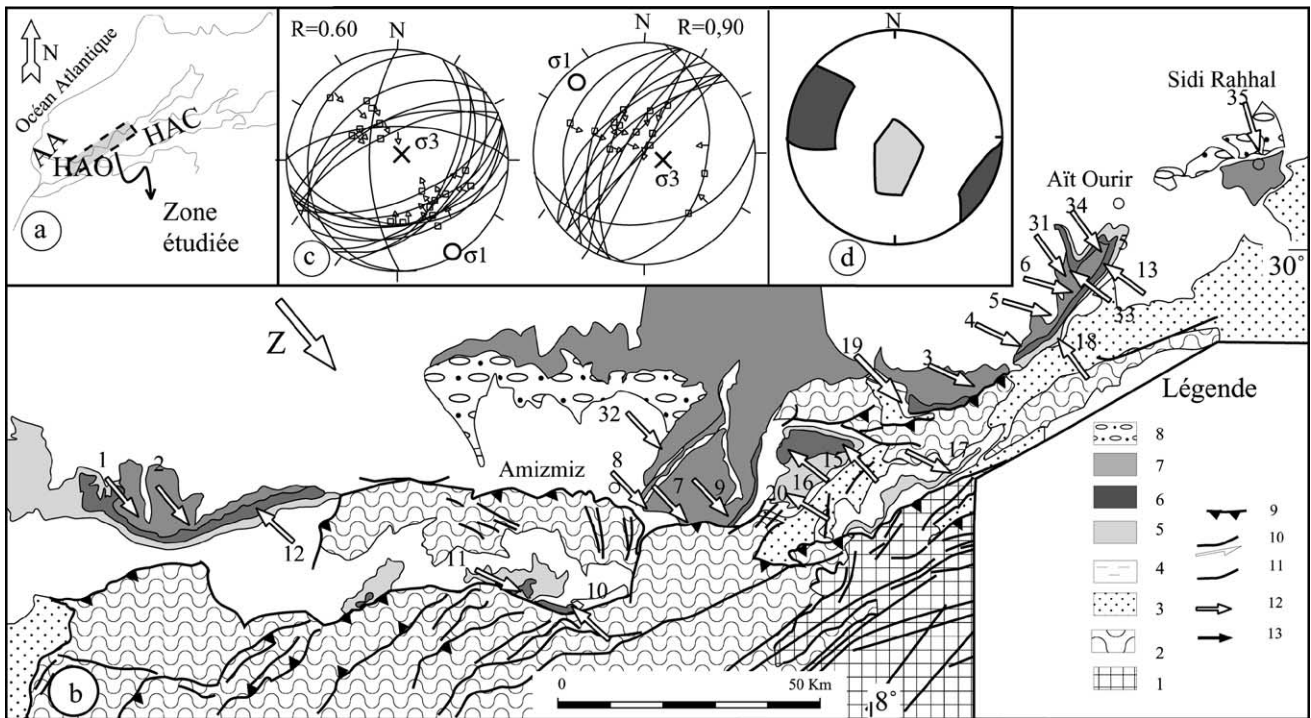 N
Océan Atlantique
AA
HAO
HAC
Zone
étudiée
a
R=0.60
N
σ3
σ1
c
R=0,90
N
σ1
σ3
N
d
Sidi Rahhal
35
Aït Ourir
34
31
6
13
5
33
4
18
30°
Z
19
3
32
Amizmiz
8
7
9
15
16
20
17
1
2
12
11
10
b
0
50 Km
8°
Légende
8
7
6
5
4
3
2
1
9
10
11
12
13